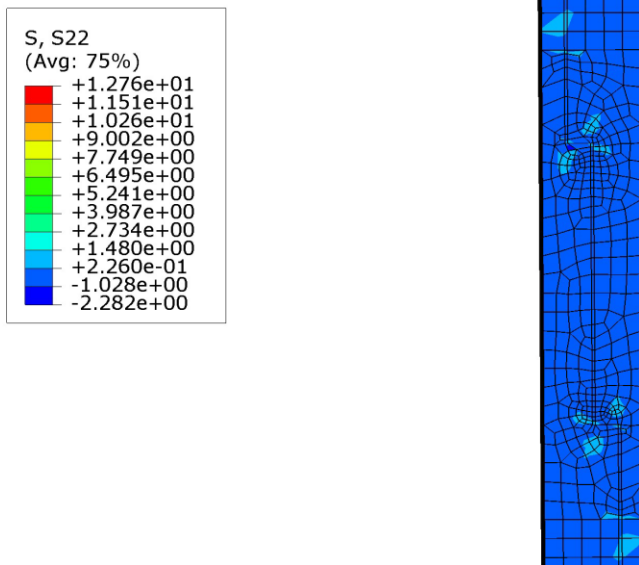 S, S22
(Avg: 75%)
+1.276e+01
+1.151e+01
+1.026e+01
+9.002e+00
+7.749e+00
+6.495e+00
+5.241e+00
+3.987e+00
+2.734e+00
+1.480e+00
+2.260e-01
-1.028e+00
-2.282e+00